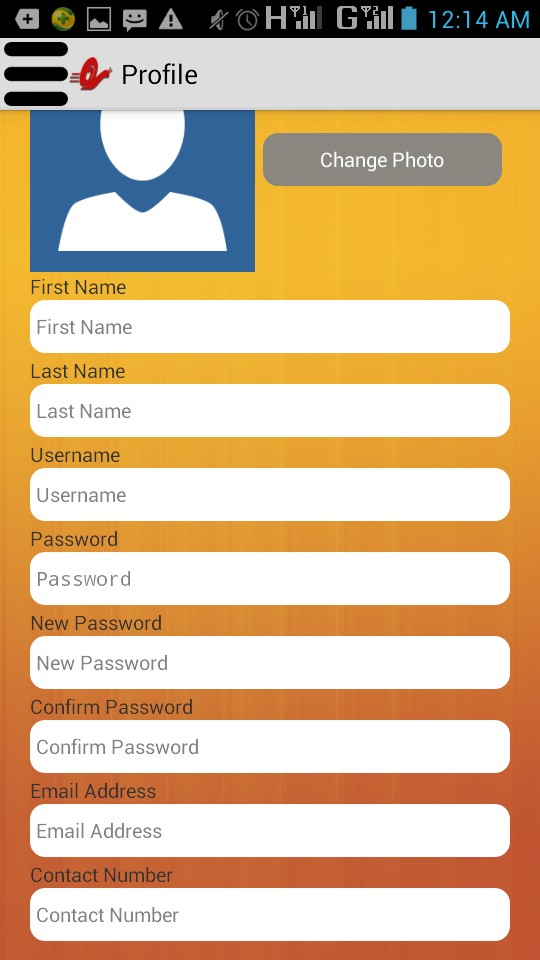 H G 12:14 AM
Profile
Change Photo
First Name
First Name
Last Name
Last Name
Username
Username
Password
Password
New Password
New Password
Confirm Password
Confirm Password
Email Address
Email Address
Contact Number
Contact Number